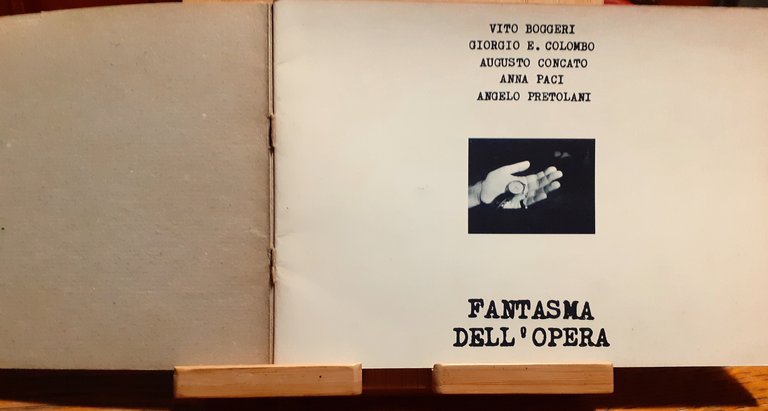 VITO BOGGERI
GIORGIO E. COLOMBO
AUGUSTO CONCATO
ANNA PACI
ANGELO PRETOLANI
FANTASMA
DELL'OPERA